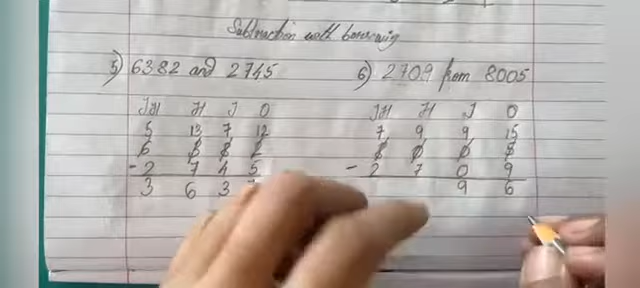 Subtraction with borrowing
5) 6382 and 2745 6) 2709 from 8005
TH H T O TH H T O
5 13 7 12 7 9 9 15
6 3 8 2 8 0 0 5
- 2 7 4 5 - 2 7 0 9
3 6 3 9 6